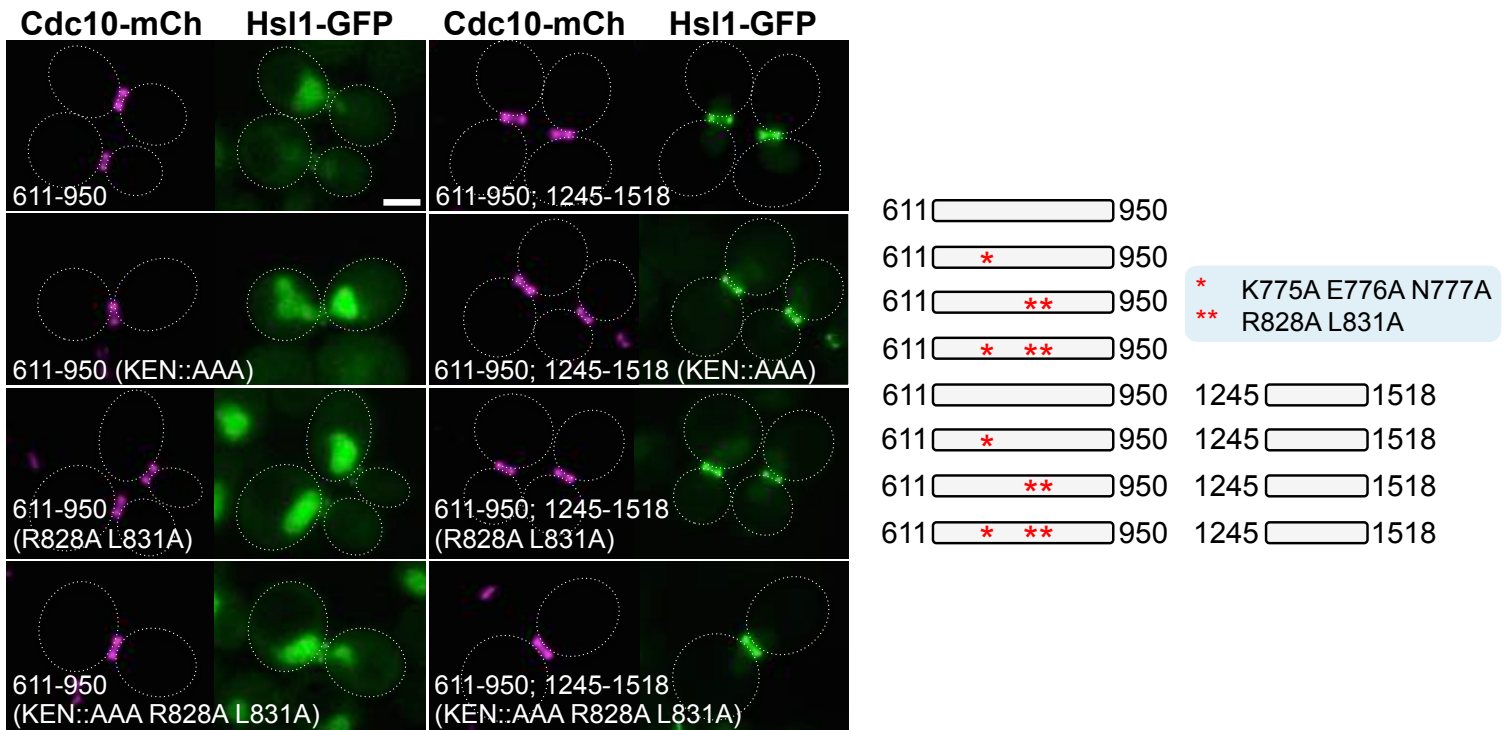 Cdc10-mCh Hsl1-GFP Cdc10-mCh Hsl1-GFP
611-950
611-950; 1245-1518
611-950 (KEN::AAA)
611-950; 1245-1518 (KEN::AAA)
611-950
(R828A L831A)
611-950; 1245-1518
(R828A L831A)
611-950
(KEN::AAA R828A L831A)
611-950; 1245-1518
(KEN::AAA R828A L831A)
611 950
611 * 950
611 ** 950
611 * ** 950
611 950 1245 1518
611 * 950 1245 1518
611 ** 950 1245 1518
611 * ** 950 1245 1518
* K775A E776A N777A
** R828A L831A